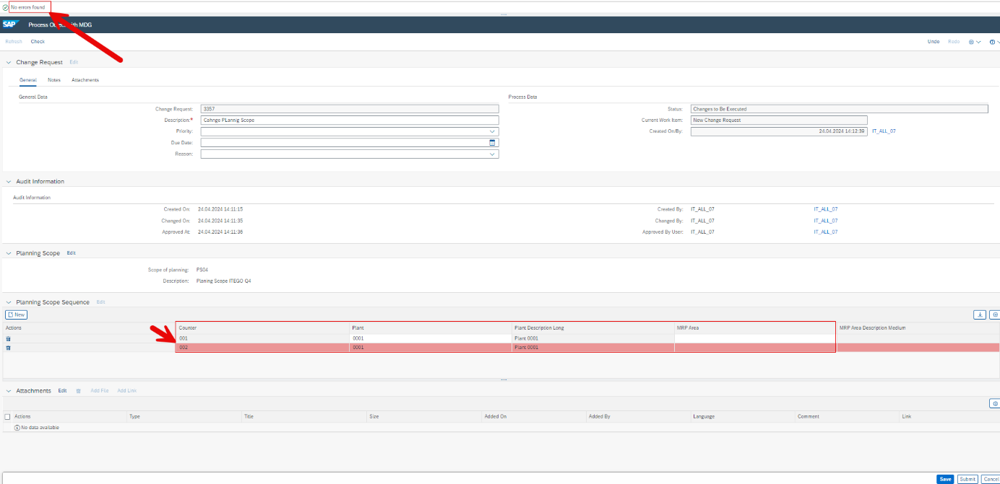 No errors found
SAP Process Ob... with MDG
Refresh Check Undo Redo
Change Request Edit
General Notes Attachments
General Data Process Data
Change Request: 3357 Status: Changes to Be Executed
Description:* Cahnge PLannig Scope Current Work Item: New Change Request
Priority: Created On/By: 24.04.2024 14:12:39 IT_ALL_07
Due Date:
Reason:
Audit Information
Audit Information
Created On: 24.04.2024 14:11:15 Created By: IT_ALL_07 IT_ALL_07
Changed On: 24.04.2024 14:11:35 Changed By: IT_ALL_07 IT_ALL_07
Approved At: 24.04.2024 14:11:36 Approved By User: IT_ALL_07 IT_ALL_07
Planning Scope Edit
Scope of planning: PS04
Description: Planing Scope ITEGO Q4
Planning Scope Sequence Edit
New
Actions Counter Plant Plant Description Long MRP Area MRP Area Description Medium
001 0001 Plant 0001
002 0001 Plant 0001
Attachments Edit Add File Add Link
Actions Type Title Size Added On Added By Language Comment Link
No data available
Save Submit Cancel